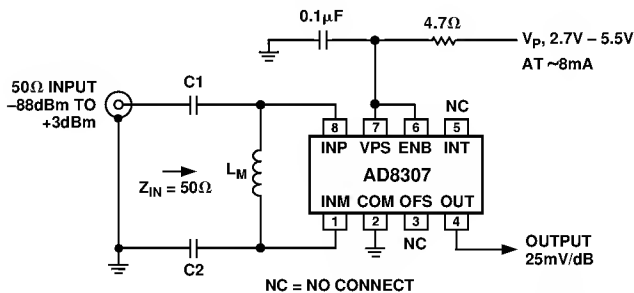 0.1μF
4.7Ω
VP, 2.7V – 5.5V
AT ~8mA
50Ω INPUT
–88dBm TO
+3dBm
C1
NC
8 7 6 5
INP VPS ENB INT
LM
AD8307
ZIN = 50Ω
INM COM OFS OUT
1 2 3 4
NC
OUTPUT
25mV/dB
C2
NC = NO CONNECT